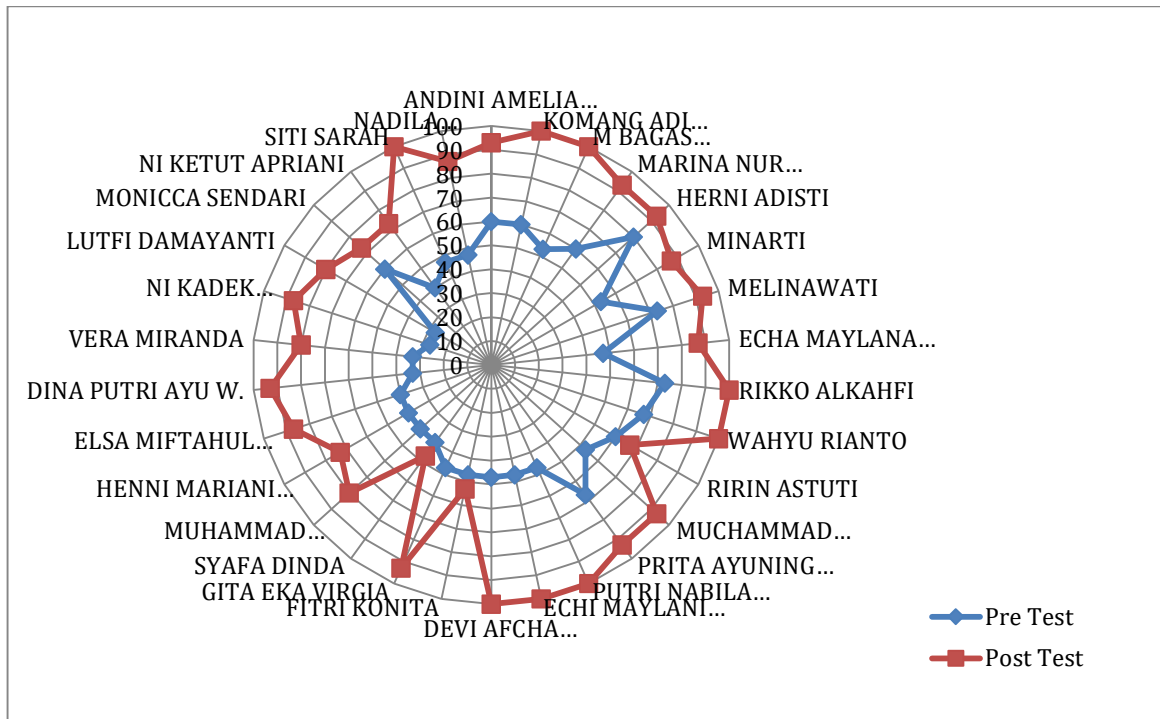 ANDINI AMELIA...
KOMANG ADI...
M BAGAS...
MARINA NUR...
HERNI ADISTI
MINARTI
MELINAWATI
ECHA MAYLANA...
RIKKO ALKAHFI
WAHYU RIANTO
RIRIN ASTUTI
MUCHAMMAD...
PRITA AYUNING...
PUTRI NABILA...
ECHI MAYLANI...
DEVI AFCHA...
FITRI KONITA
GITA EKA VIRGIA
SYAFA DINDA
MUHAMMAD...
HENNI MARIANI...
ELSA MIFTAHUL...
DINA PUTRI AYU W.
VERA MIRANDA
NI KADEK...
LUTFI DAMAYANTI
MONICCA SENDARI
NI KETUT APRIANI
SITI SARAH
NADILA...
100
90
80
70
60
50
40
30
20
10
0
Pre Test
Post Test